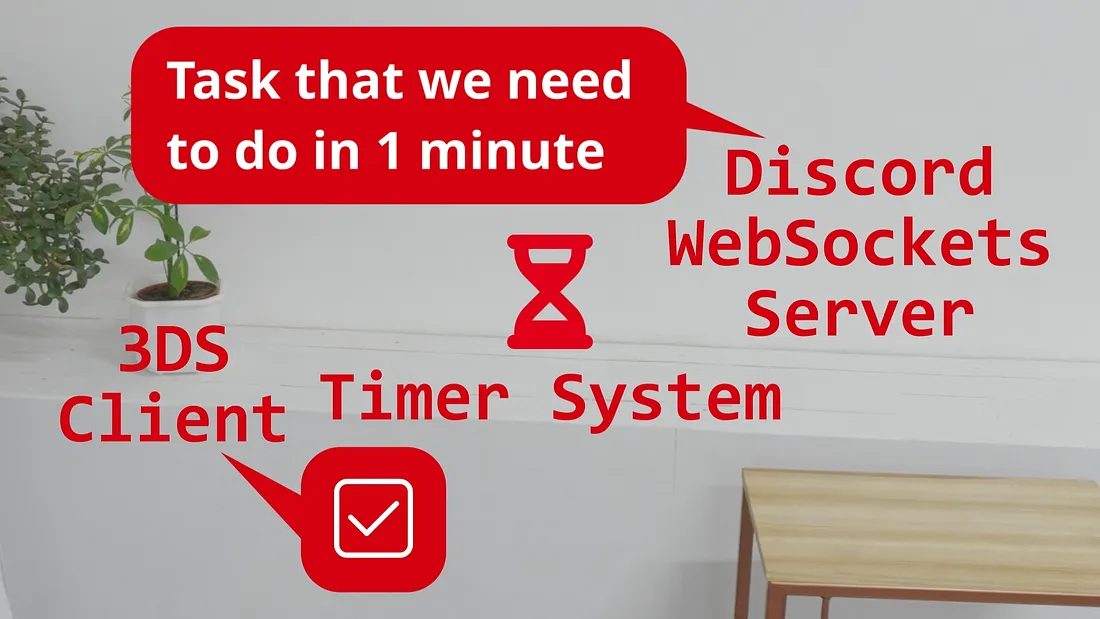 Task that we need
to do in 1 minute
Discord
WebSockets
Server
3DS
Client
Timer System